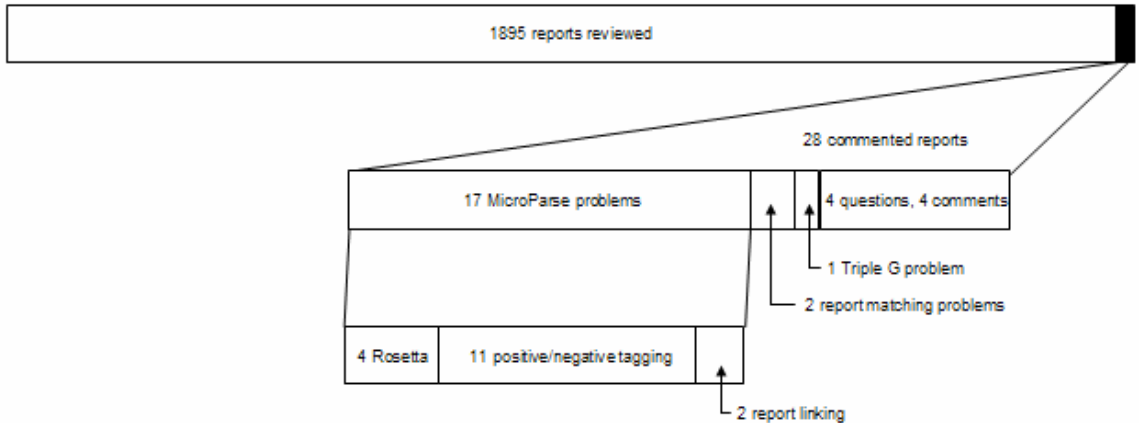 1895 reports reviewed
28 commented reports
17 MicroParse problems
4 questions, 4 comments
1 Triple G problem
2 report matching problems
4 Rosetta
11 positive/negative tagging
2 report linking